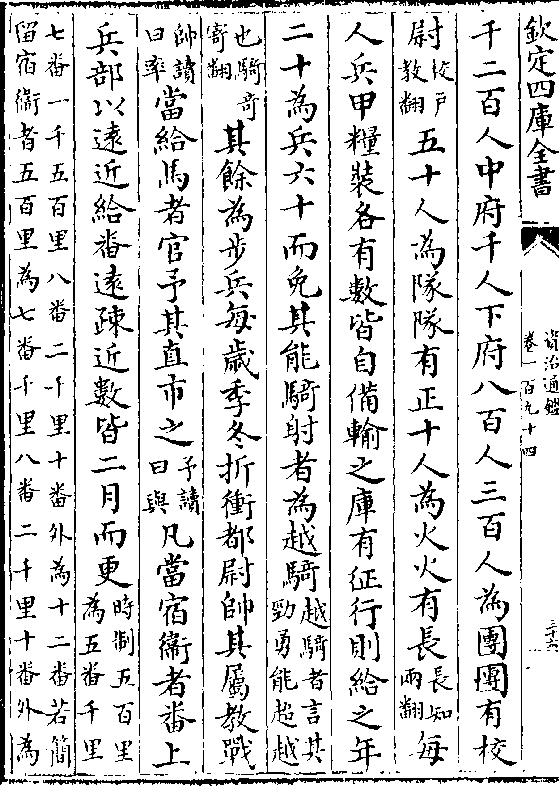 欽定四庫全書
資治通鑑
卷一百九十四
三六
千二百人中府千人下府八百人三百人為團團有校
尉校戶教翻五十人為隊隊有正十人為火火有長長知兩翻每
人兵甲糧裝各有數皆自備輸之庫有征行則給之年
二十為兵六十而免其能騎射者為越騎越騎者言其勁勇能超越
也騎奇寄翻其餘為步兵每歲季冬折衝都尉帥其屬教戰
帥讀曰率當給馬者官予其直市之予讀曰與凡當宿衛者番上
兵部以遠近給番遠疎近數皆一月而更時制五百里為五番千里
七番一千五百里八番二千里十番外為十二番若簡
留宿衛者五百里為七番千里八番二千里十番外為